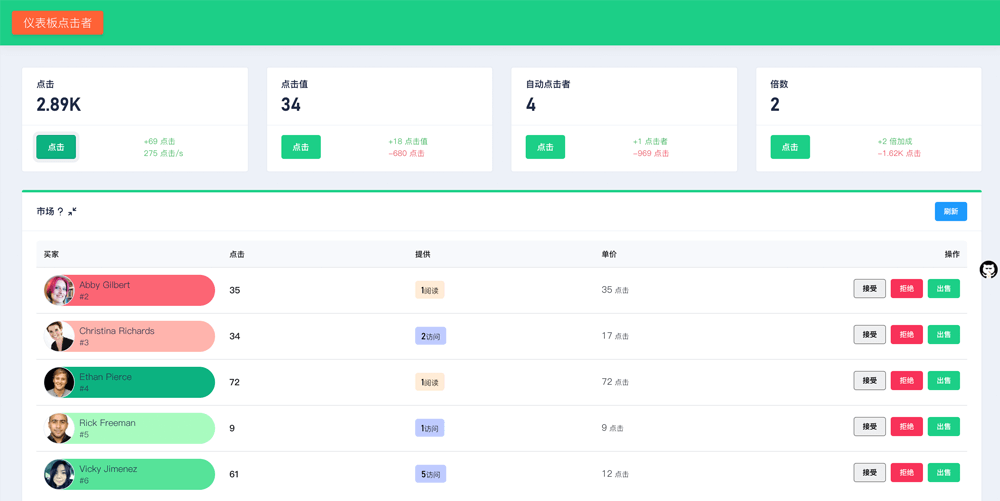 仪表板点击者
点击
2.89K
点击
+69 点击
275 点击/s
点击值
34
点击
+18 点击值
−680 点击
自动点击者
4
点击
+1 点击者
−969 点击
倍数
2
点击
+2 倍加成
−1.62K 点击
市场 ?
刷新
买家 点击 提供 单价 操作
Abby Gilbert
#2
35 1阅读 35 点击 接受 拒绝 出售
Christina Richards
#3
34 2访问 17 点击 接受 拒绝 出售
Ethan Pierce
#4
72 1阅读 72 点击 接受 拒绝 出售
Rick Freeman
#5
9 1访问 9 点击 接受 拒绝 出售
Vicky Jimenez
#6
61 5访问 12 点击 接受 拒绝 出售